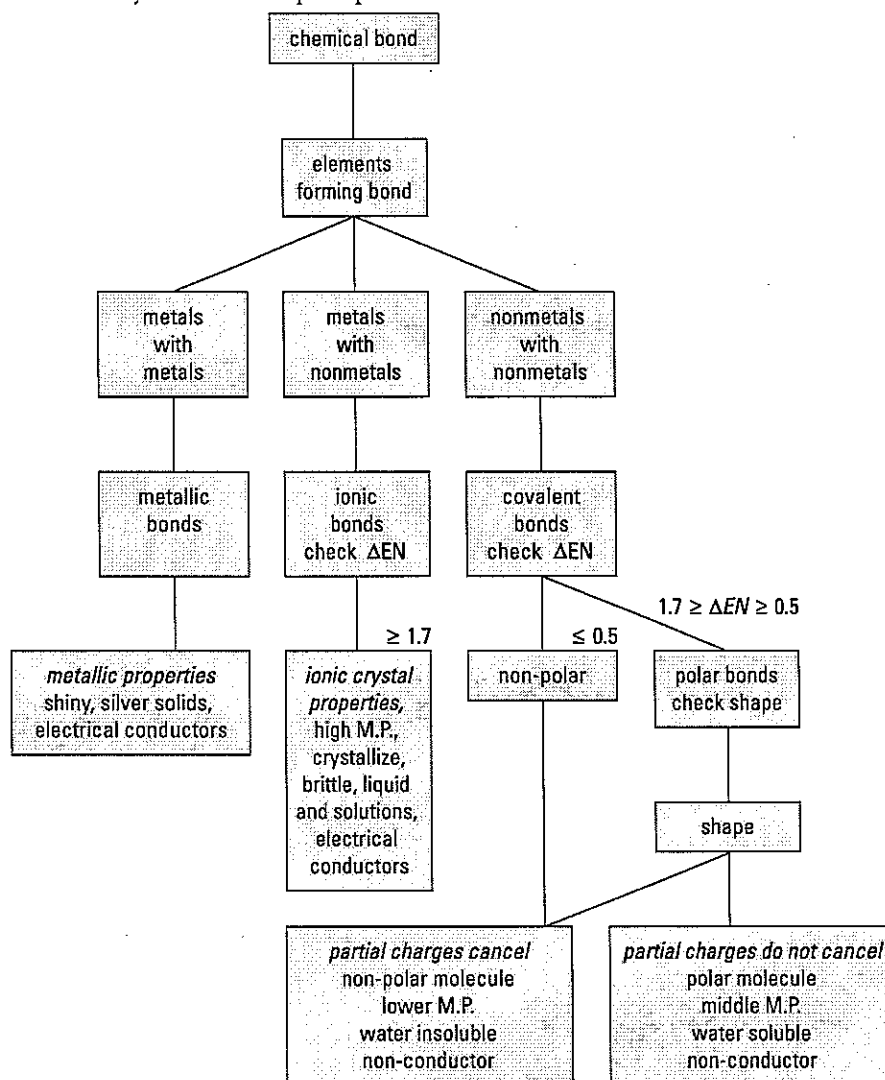 chemical bond
elements
forming bond
metals
with
metals
metals
with
nonmetals
nonmetals
with
nonmetals
metallic
bonds
ionic
bonds
check ΔEN
covalent
bonds
check ΔEN
1.7 ≥ ΔEN ≥ 0.5
≥ 1.7
≤ 0.5
metallic properties
shiny, silver solids,
electrical conductors
ionic crystal
properties,
high M.P.,
crystallize,
brittle, liquid
and solutions,
electrical
conductors
non-polar
polar bonds
check shape
shape
partial charges cancel
non-polar molecule
lower M.P.
water insoluble
non-conductor
partial charges do not cancel
polar molecule
middle M.P.
water soluble
non-conductor